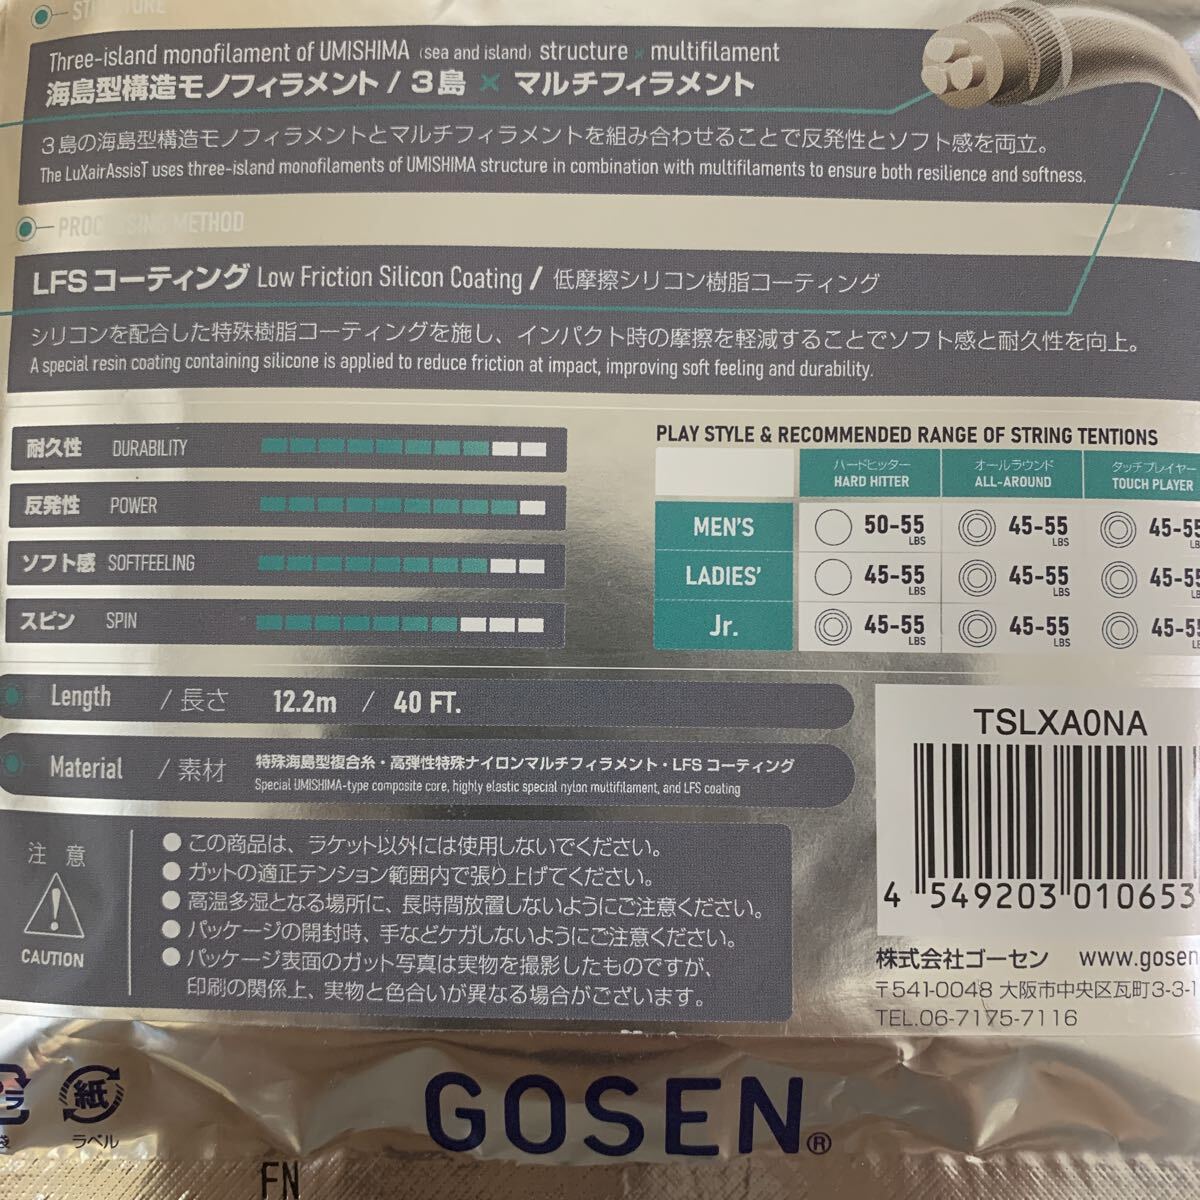 STRUCTURE
Three-island monofilament of UMISHIMA (sea and island) structure × multifilament
海島型構造モノフィラメント / 3島 × マルチフィラメント
3島の海島型構造モノフィラメントとマルチフィラメントを組み合わせることで反発性とソフト感を両立。
The LuXairAssisT uses three-island monofilaments of UMISHIMA structure in combination with multifilaments to ensure both resilience and softness.
PROCESSING METHOD
LFSコーティング Low Friction Silicon Coating / 低摩擦シリコン樹脂コーティング
シリコンを配合した特殊樹脂コーティングを施し、インパクト時の摩擦を軽減することでソフト感と耐久性を向上。
A special resin coating containing silicone is applied to reduce friction at impact, improving soft feeling and durability.
耐久性 DURABILITY
反発性 POWER
ソフト感 SOFTFEELING
スピン SPIN
PLAY STYLE & RECOMMENDED RANGE OF STRING TENTIONS
ハードヒッター オールラウンド タッチプレイヤー
HARD HITTER ALL-AROUND TOUCH PLAYER
MEN'S ○ 50-55 LBS ◎ 45-55 LBS ◎ 45-55 LBS
LADIES' ○ 45-55 LBS ◎ 45-55 LBS ◎ 45-55 LBS
Jr. ◎ 45-55 LBS ◎ 45-55 LBS ◎ 45-55 LBS
Length / 長さ 12.2m / 40 FT.
Material / 素材 特殊海島型複合糸・高弾性特殊ナイロンマルチフィラメント・LFSコーティング
Special UMISHIMA-type composite core, highly elastic special nylon multifilament, and LFS coating
注意
CAUTION
● この商品は、ラケット以外には使用しないでください。
● ガットの適正テンション範囲内で張り上げてください。
● 高温多湿となる場所に、長時間放置しないようにご注意ください。
● パッケージの開封時、手などケガしないようにご注意ください。
● パッケージ表面のガット写真は実物を撮影したものですが、
印刷の関係上、実物と色合いが異なる場合がございます。
TSLXA0NA
4 549203 010653
株式会社ゴーセン www.gosen
〒541-0048 大阪市中央区瓦町3-3-1
TEL.06-7175-7116
プラ
袋
紙
ラベル
GOSEN®
FN